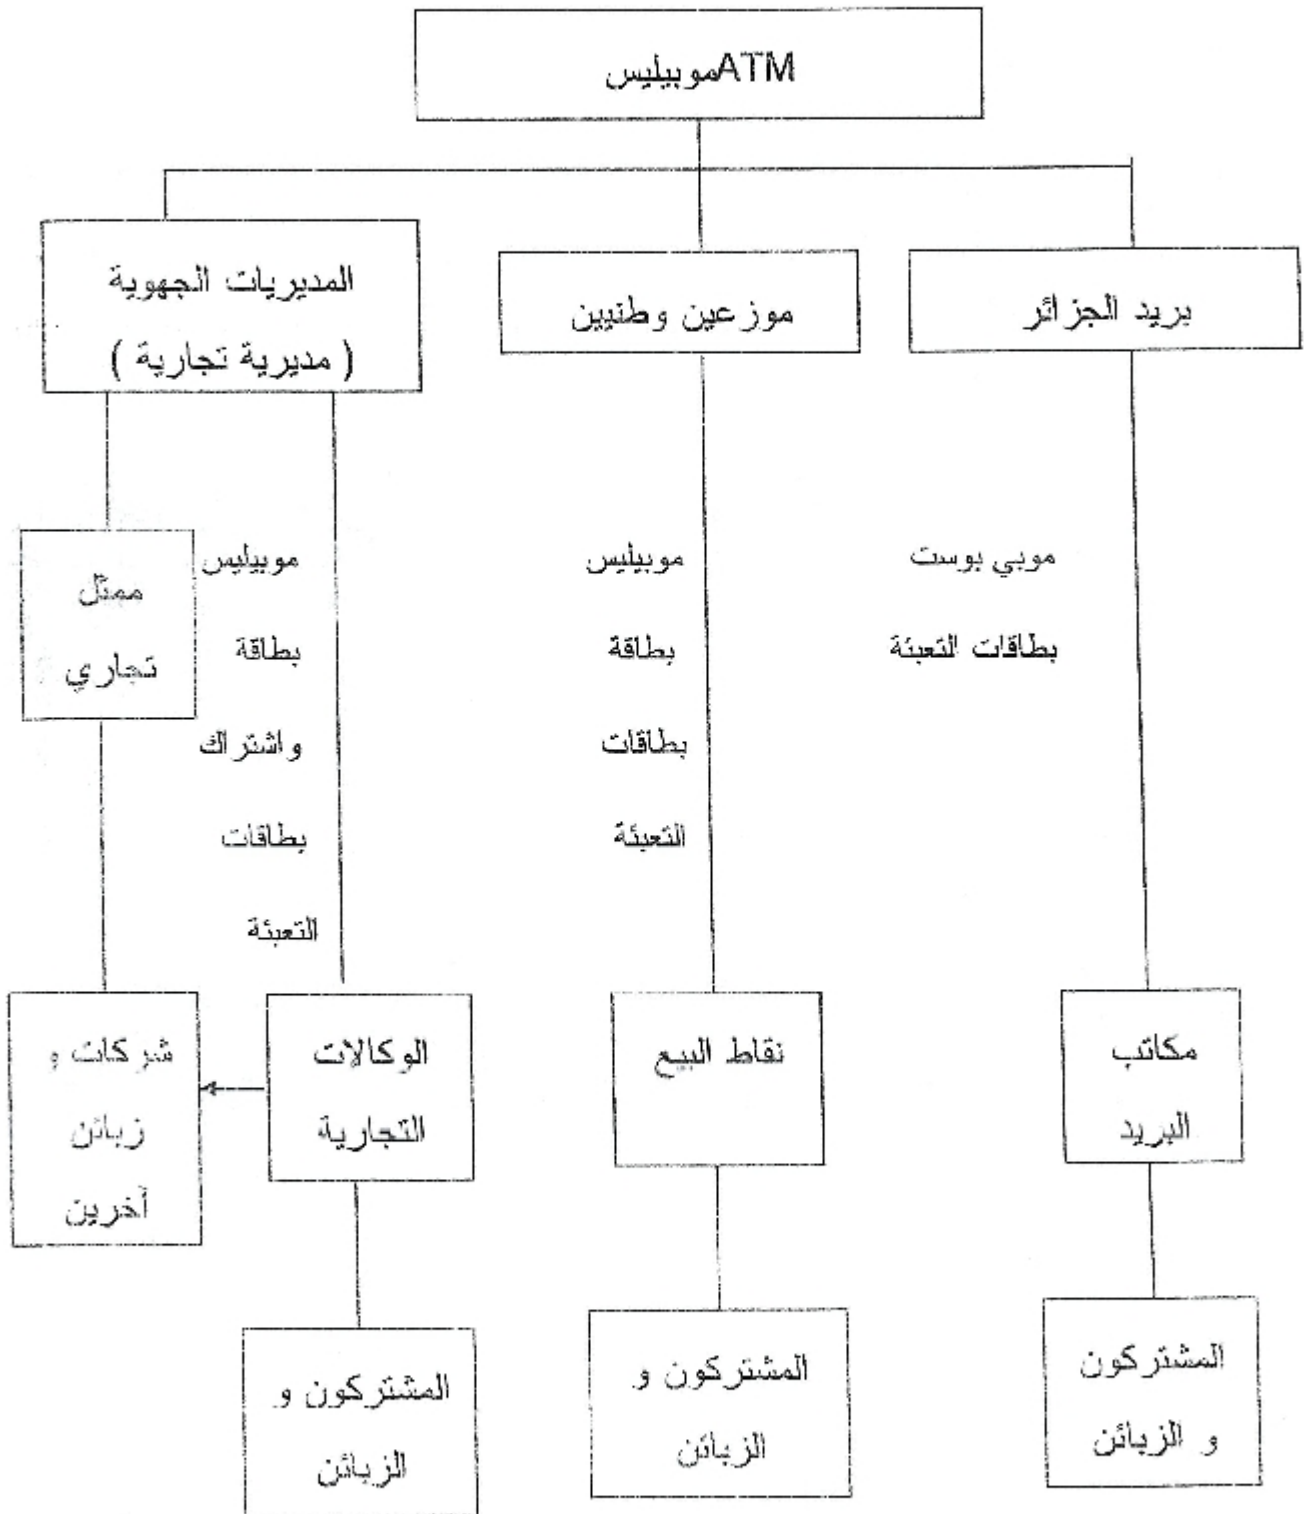 ATMموبيليس
بريد الجزائر
موزعين وطنيين
المديريات الجهوية
( مديرية تجارية )
موبي بوست
بطاقات التعبئة
موبيليس
بطاقة
بطاقات
التعبئة
موبيليس
بطاقة
واشتراك
بطاقات
التعبئة
ممثل
تجاري
مكاتب
البريد
نقاط البيع
الوكالات
التجارية
شركات و
زبائن
آخرين
المشتركون
و الزبائن
المشتركون و
الزبائن
المشتركون و
الزبائن